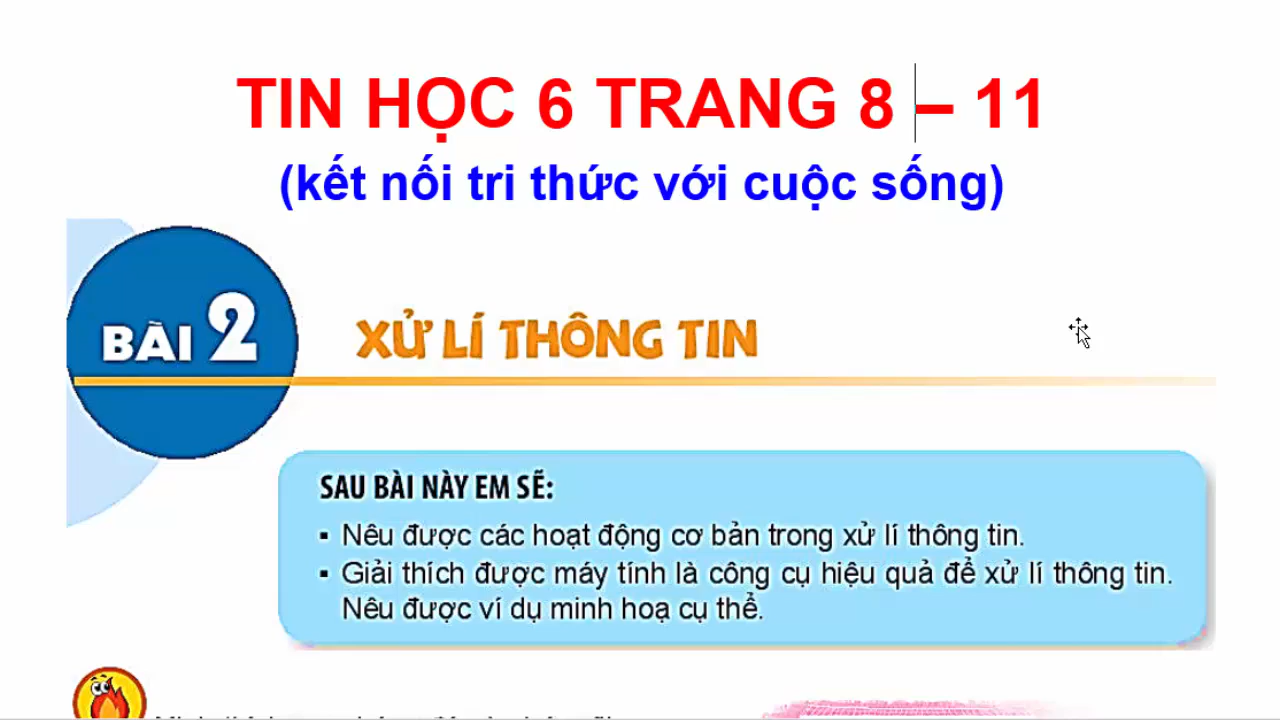 TIN HỌC 6 TRANG 8 – 11
(kết nối tri thức với cuộc sống)
BÀI 2
XỬ LÍ THÔNG TIN
SAU BÀI NÀY EM SẼ:
▪ Nêu được các hoạt động cơ bản trong xử lí thông tin.
▪ Giải thích được máy tính là công cụ hiệu quả để xử lí thông tin.
Nêu được ví dụ minh hoạ cụ thể.